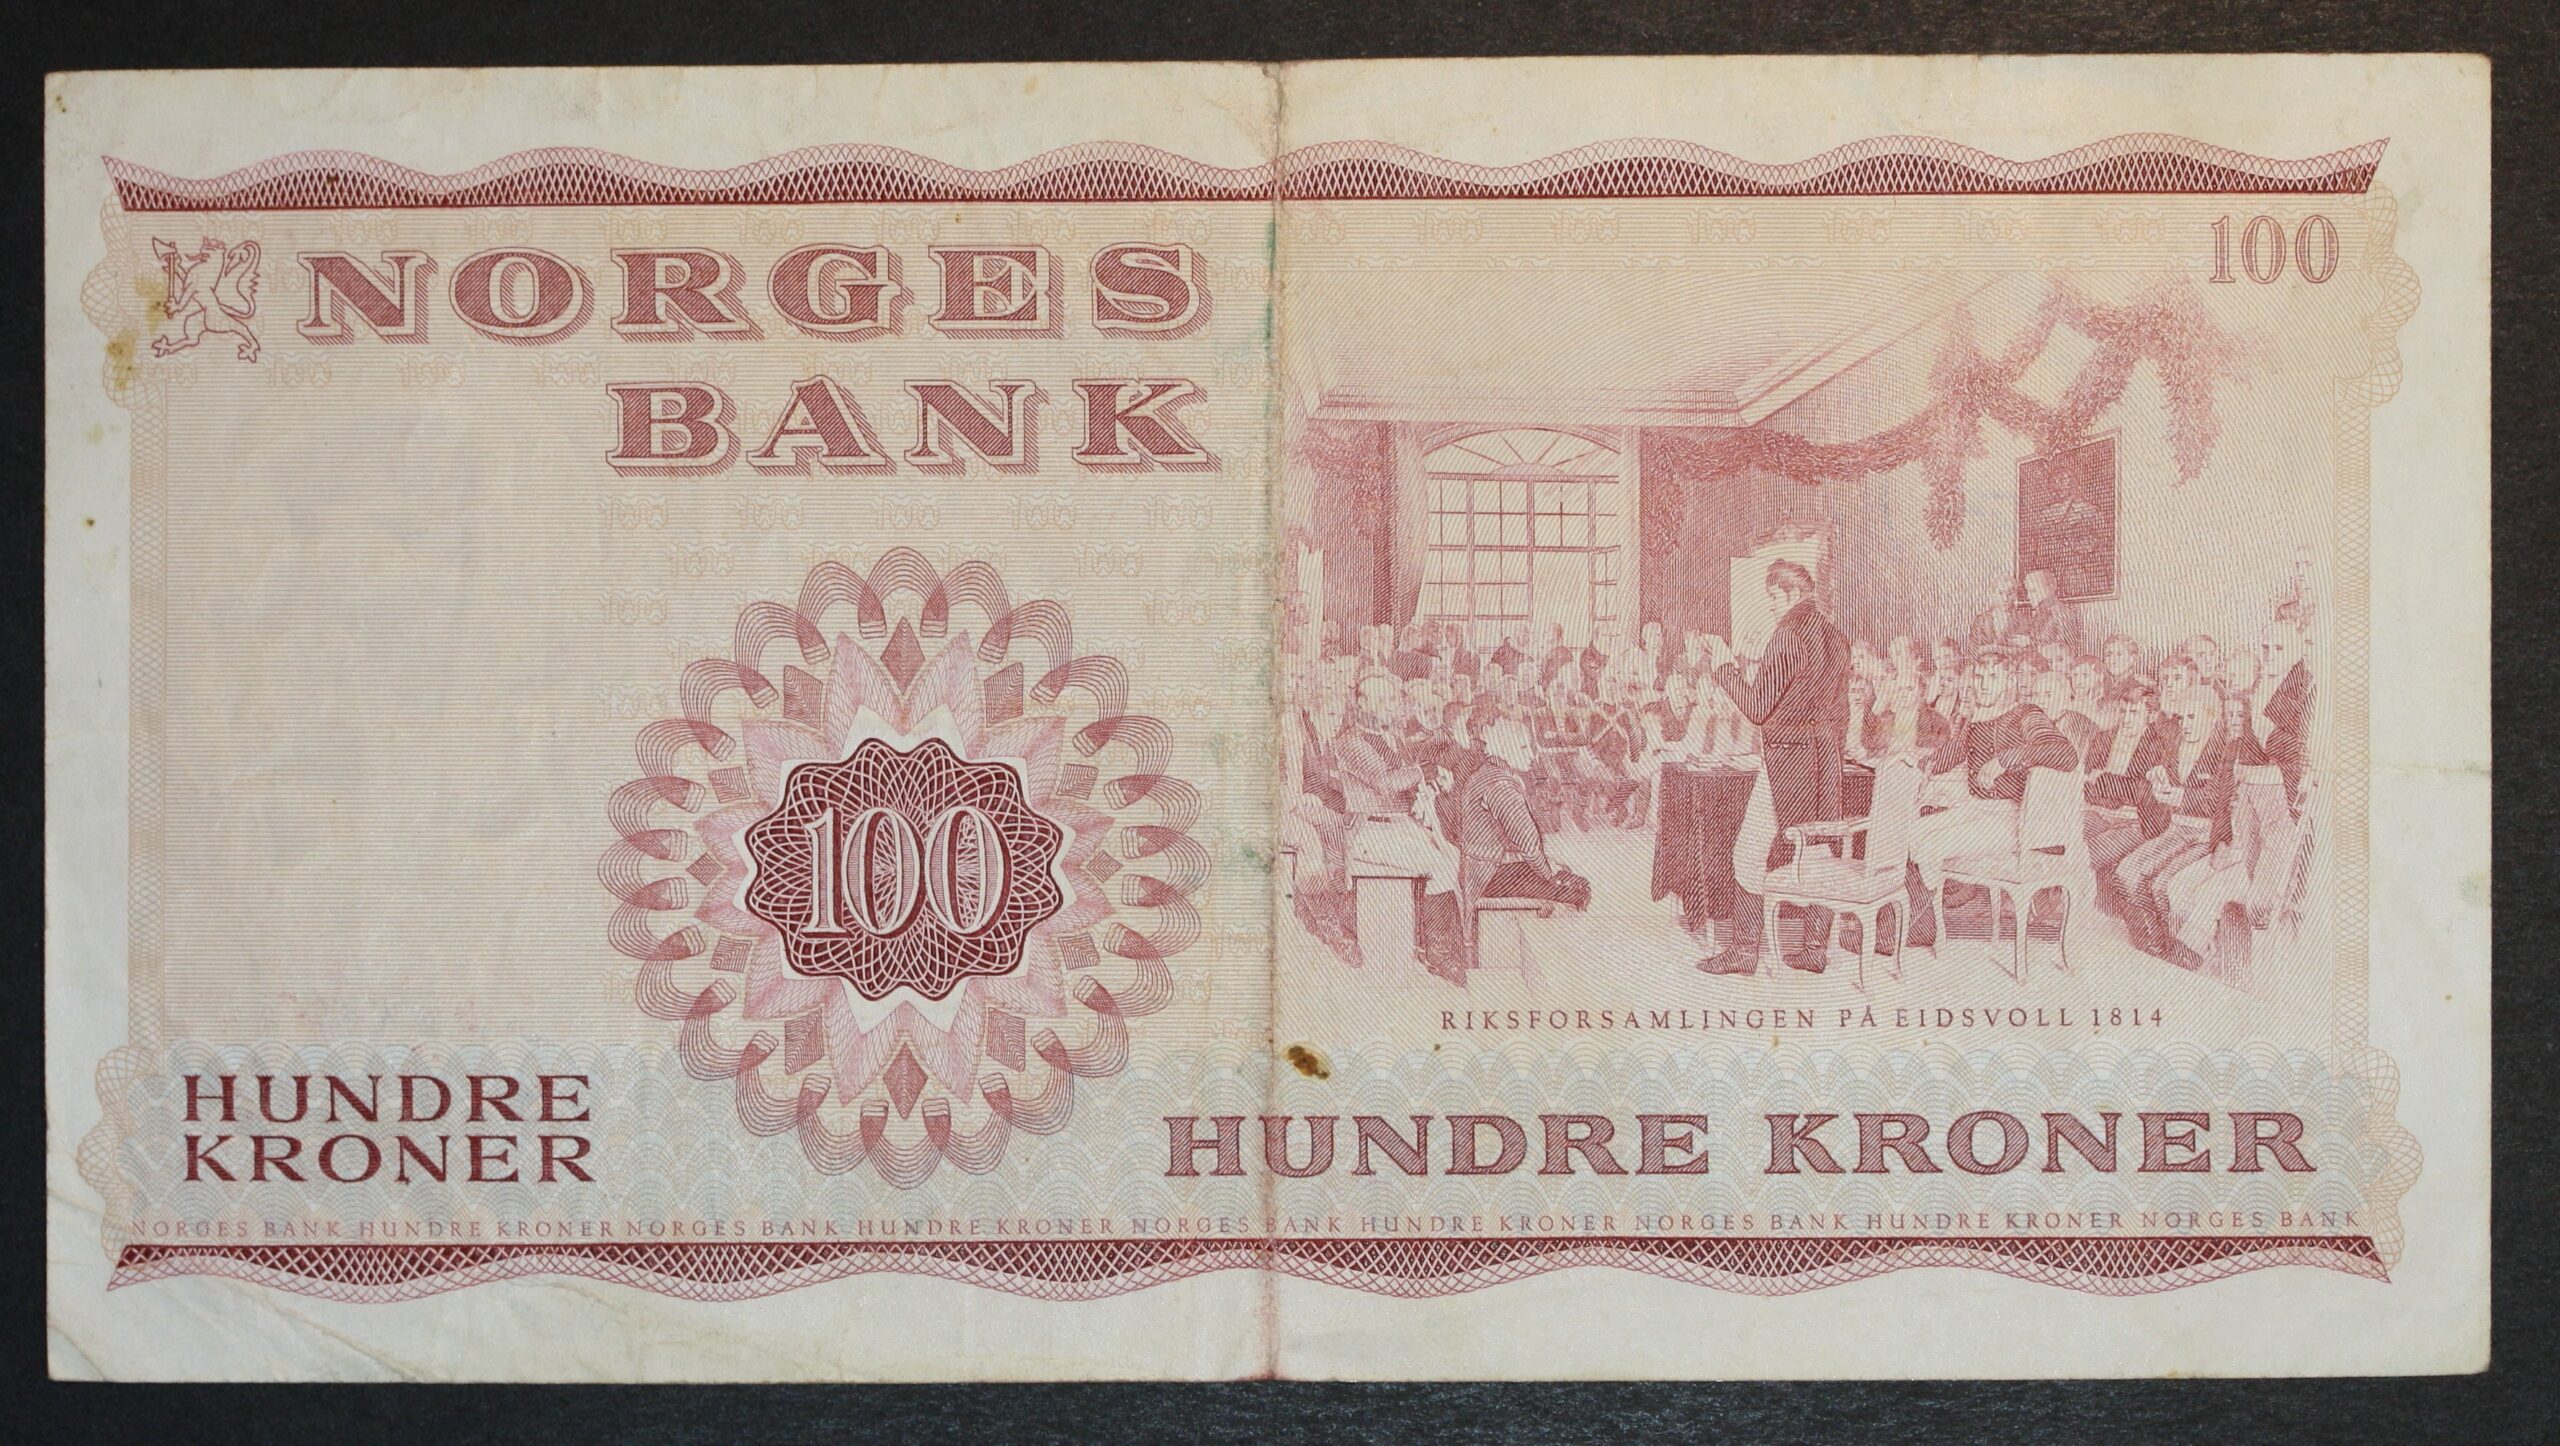 NORGES
BANK
100
100
RIKSFORSAMLINGEN PÅ EIDSVOLL 1814
HUNDRE
KRONER
HUNDRE KRONER
NORGES BANK HUNDRE KRONER NORGES BANK HUNDRE KRONER NORGES BANK HUNDRE KRONER NORGES BANK HUNDRE KRONER NORGES BANK